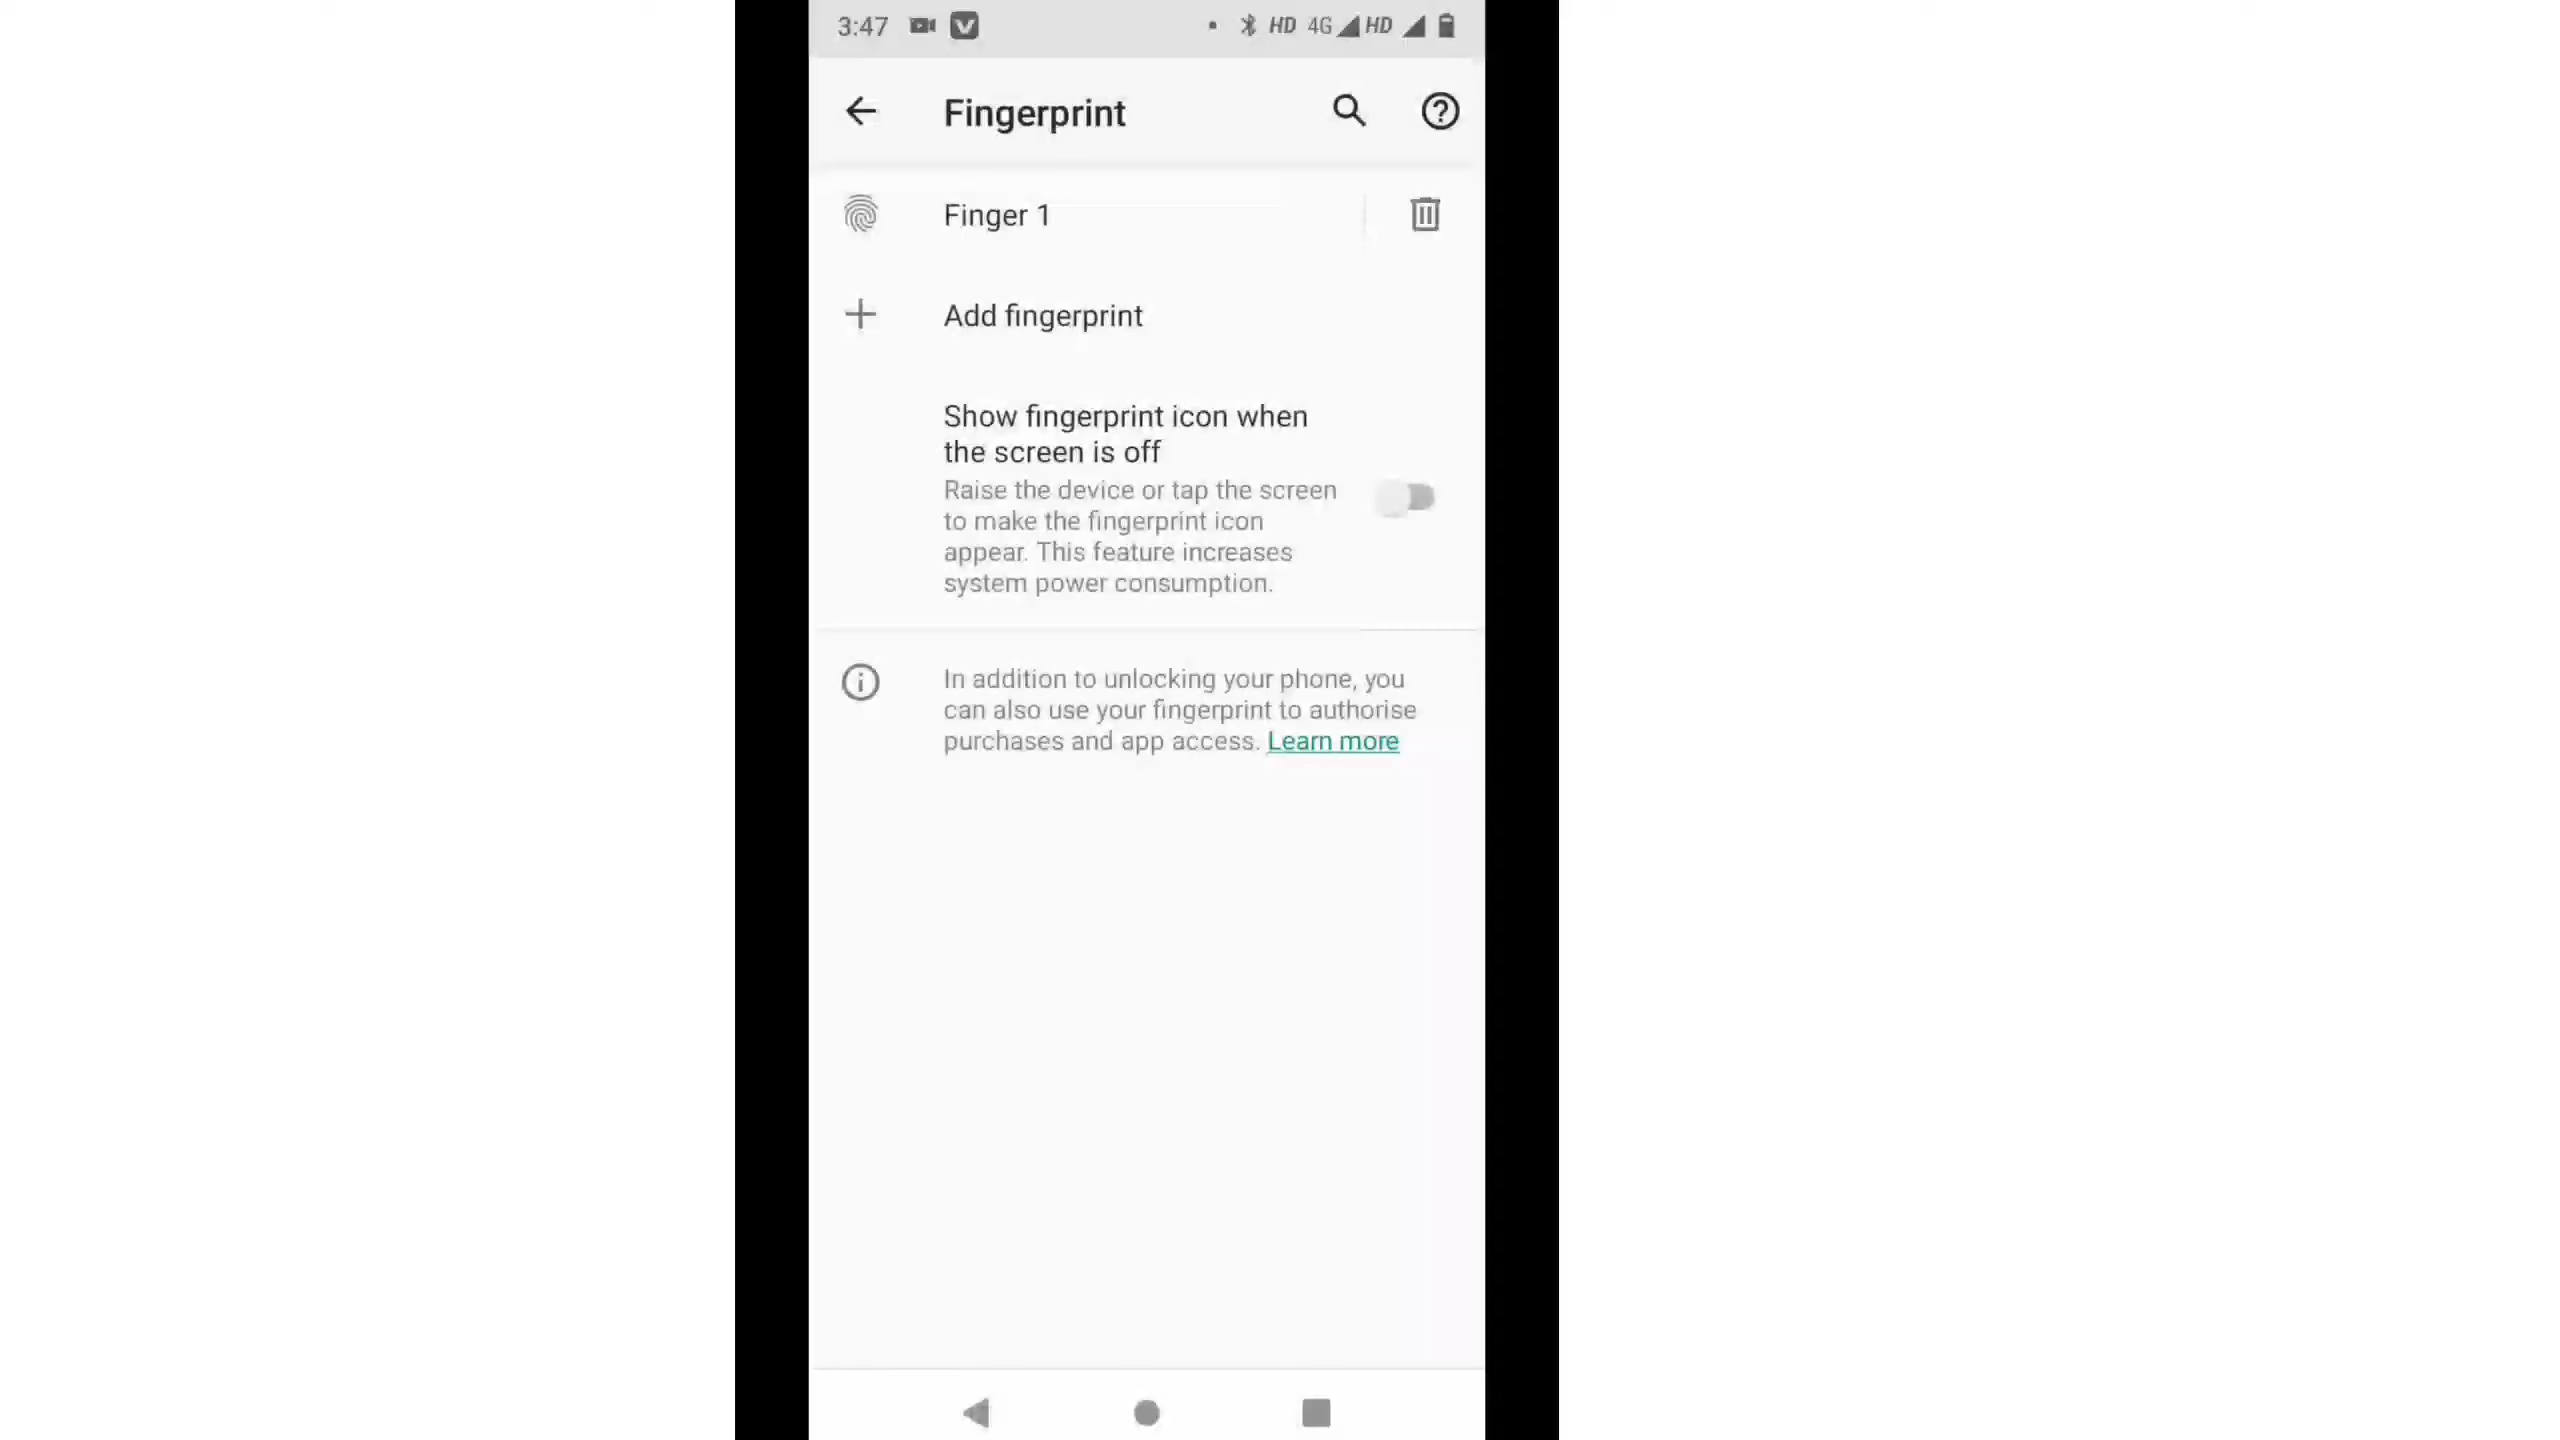 3:47 HD 4G HD
Fingerprint
Finger 1
Add fingerprint
Show fingerprint icon when
the screen is off
Raise the device or tap the screen
to make the fingerprint icon
appear. This feature increases
system power consumption.
In addition to unlocking your phone, you
can also use your fingerprint to authorise
purchases and app access. Learn more